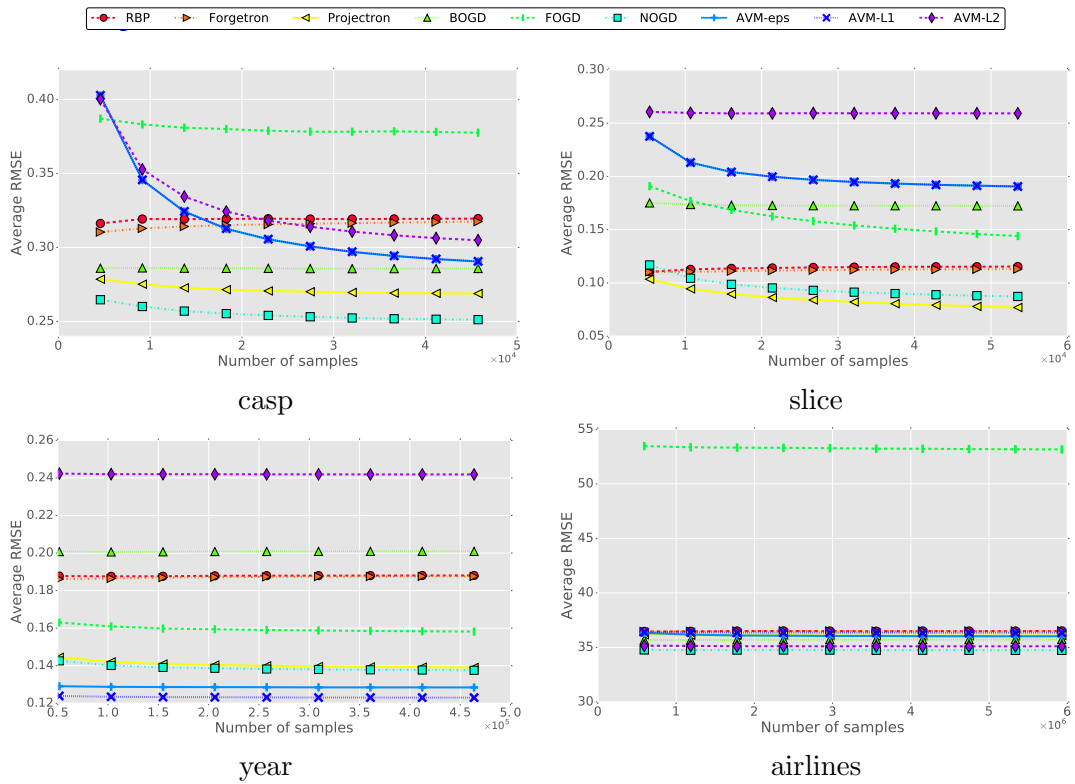 RBP Forgetron Projectron BOGD FOGD NOGD AVM-eps AVM-L1 AVM-L2
Average RMSE
0.40
0.35
0.30
0.25
0 1 2 3 4 5
×10⁴
Number of samples
casp
Average RMSE
0.30
0.25
0.20
0.15
0.10
0.05
0 1 2 3 4 5 6
×10⁴
Number of samples
slice
Average RMSE
0.26
0.24
0.22
0.20
0.18
0.16
0.14
0.12
0.5 1.0 1.5 2.0 2.5 3.0 3.5 4.0 4.5 5.0
×10⁵
Number of samples
year
Average RMSE
55
50
45
40
35
30
0 1 2 3 4 5 6
×10⁶
Number of samples
airlines